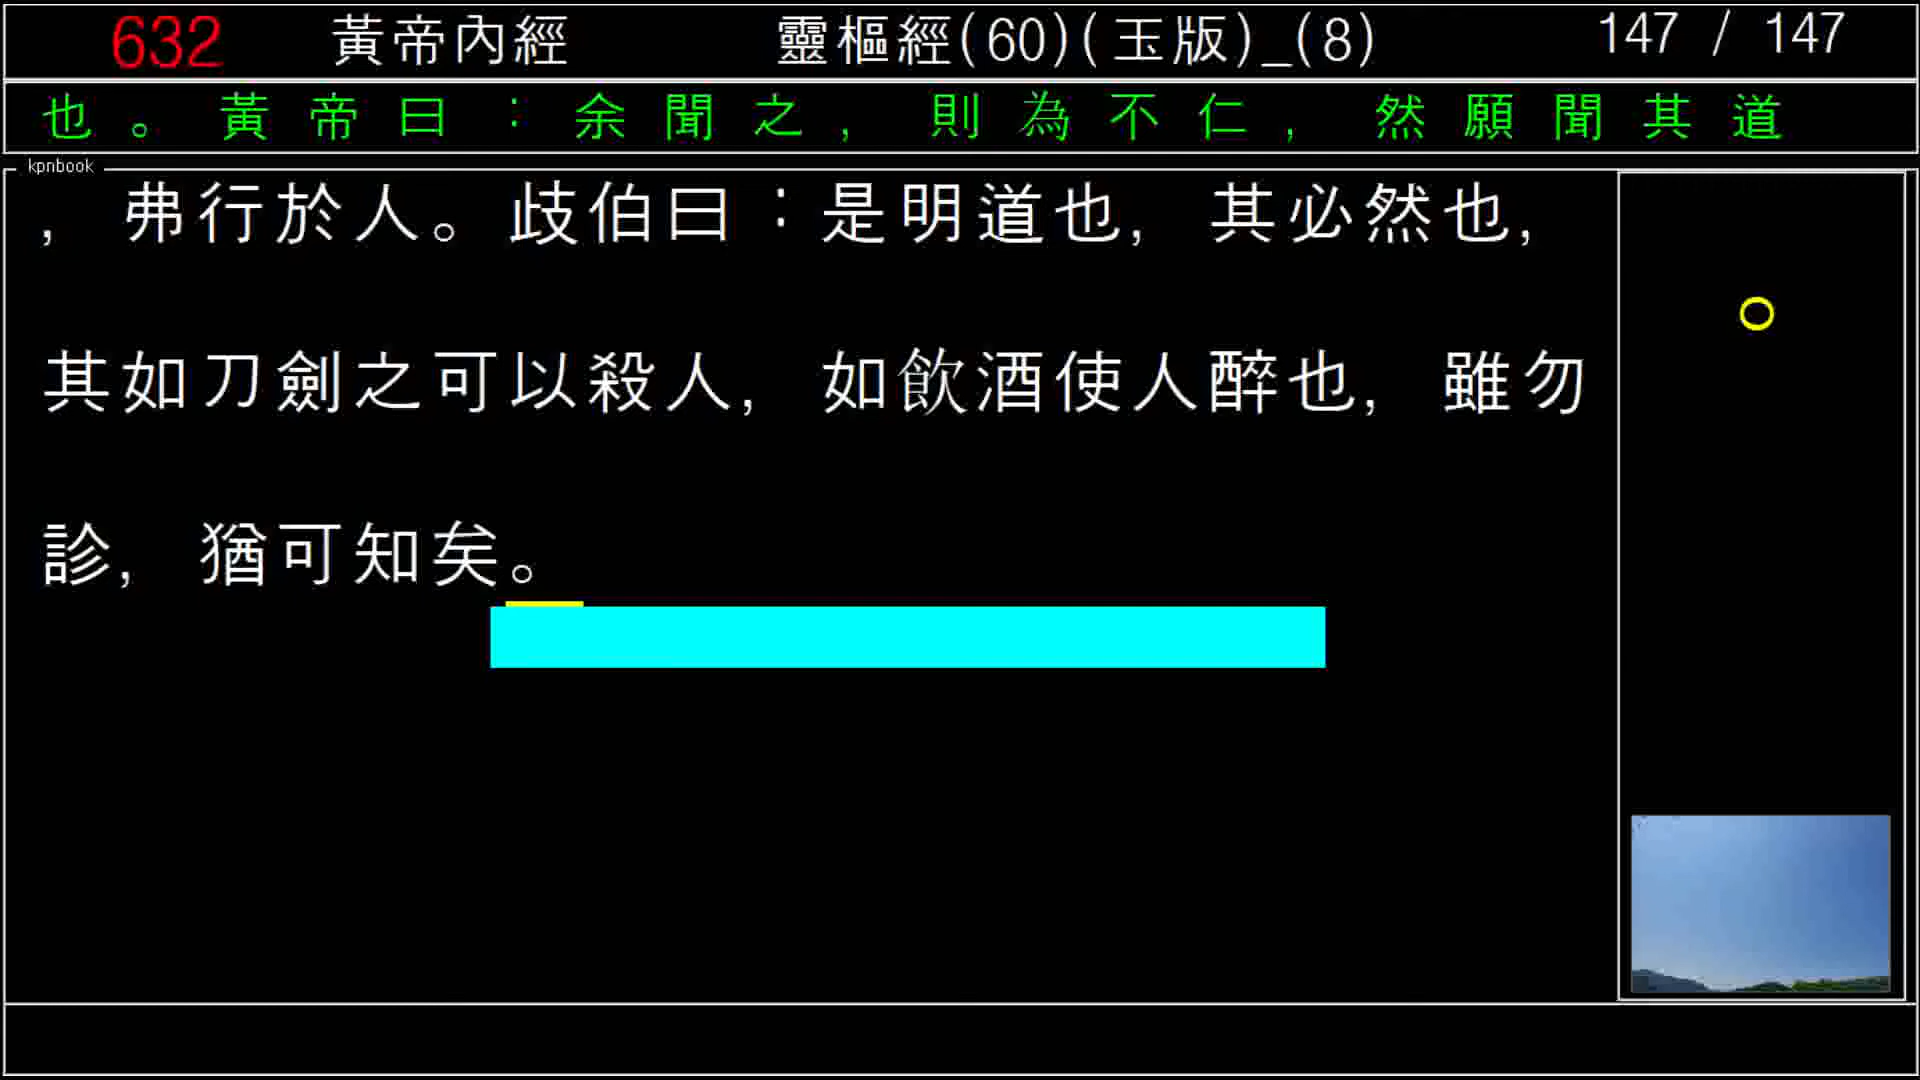 632 黃帝內經 靈樞經(60)(玉版)_(8) 147 / 147
也。黃帝曰：余聞之，則為不仁，然願聞其道
kpnbook
，弗行於人。歧伯曰：是明道也，其必然也，
其如刀劍之可以殺人，如飲酒使人醉也，雖勿
診，猶可知矣。